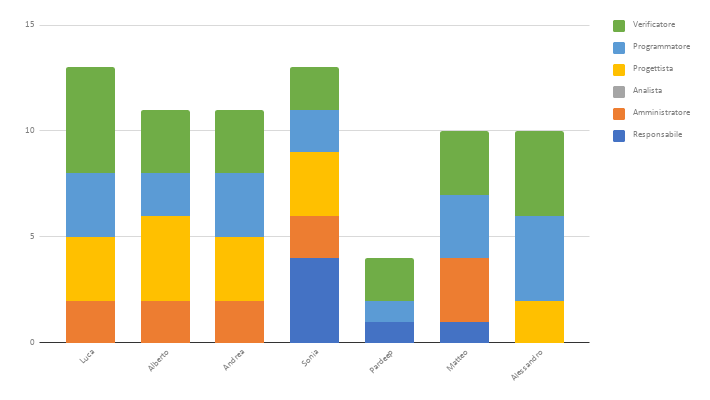 15
10
5
0
Luca
Alberto
Andrea
Sonia
Pardeep
Matteo
Alessandro
Verificatore
Programmatore
Progettista
Analista
Amministratore
Responsabile